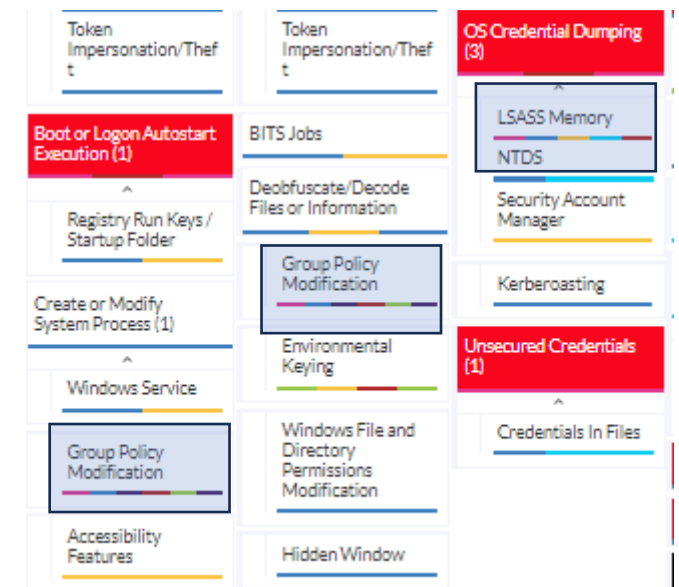 Token
Impersonation/Thef
t
Boot or Logon Autostart
Execution (1)
Registry Run Keys /
Startup Folder
Create or Modify
System Process (1)
Windows Service
Group Policy
Modification
Accessibility
Features
Token
Impersonation/Thef
t
BITS Jobs
Deobfuscate/Decode
Files or Information
Group Policy
Modification
Environmental
Keying
Windows File and
Directory
Permissions
Modification
Hidden Window
OS Credential Dumping
(3)
LSASS Memory
NTDS
Security Account
Manager
Kerberoasting
Unsecured Credentials
(1)
Credentials In Files